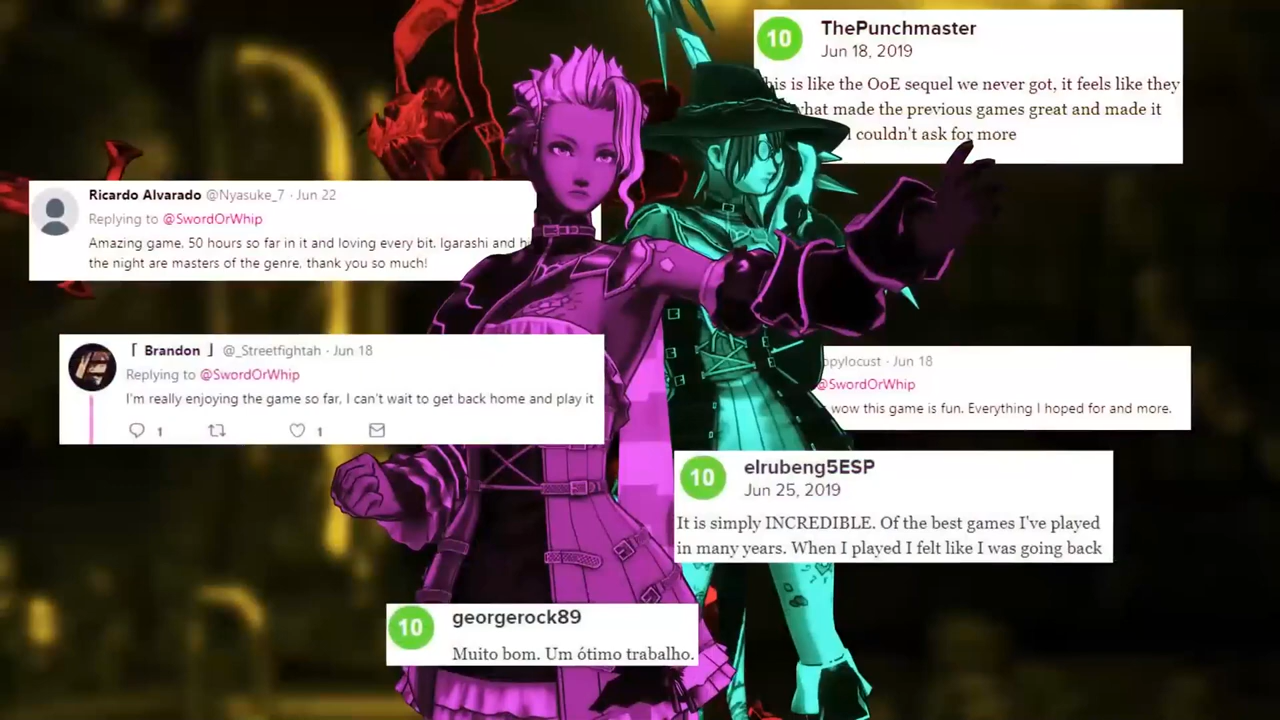 10
ThePunchmaster
Jun 18, 2019
is is like the OoE sequel we never got, it feels like they
what made the previous games great and made it
I couldn't ask for more
Ricardo Alvarado @Nyasuke_7 · Jun 22
Replying to @SwordOrWhip
Amazing game, 50 hours so far in it and loving every bit. Igarashi and
the night are masters of the genre, thank you so much!
「 Brandon 」 @_Streetfightah · Jun 18
Replying to @SwordOrWhip
I'm really enjoying the game so far, I can't wait to get back home and play it
1 1
ppylocust · Jun 18
@SwordOrWhip
wow this game is fun. Everything I hoped for and more.
10
elrubeng5ESP
Jun 25, 2019
It is simply INCREDIBLE. Of the best games I've played
in many years. When I played I felt like I was going back
10
georgerock89
Muito bom. Um ótimo trabalho.